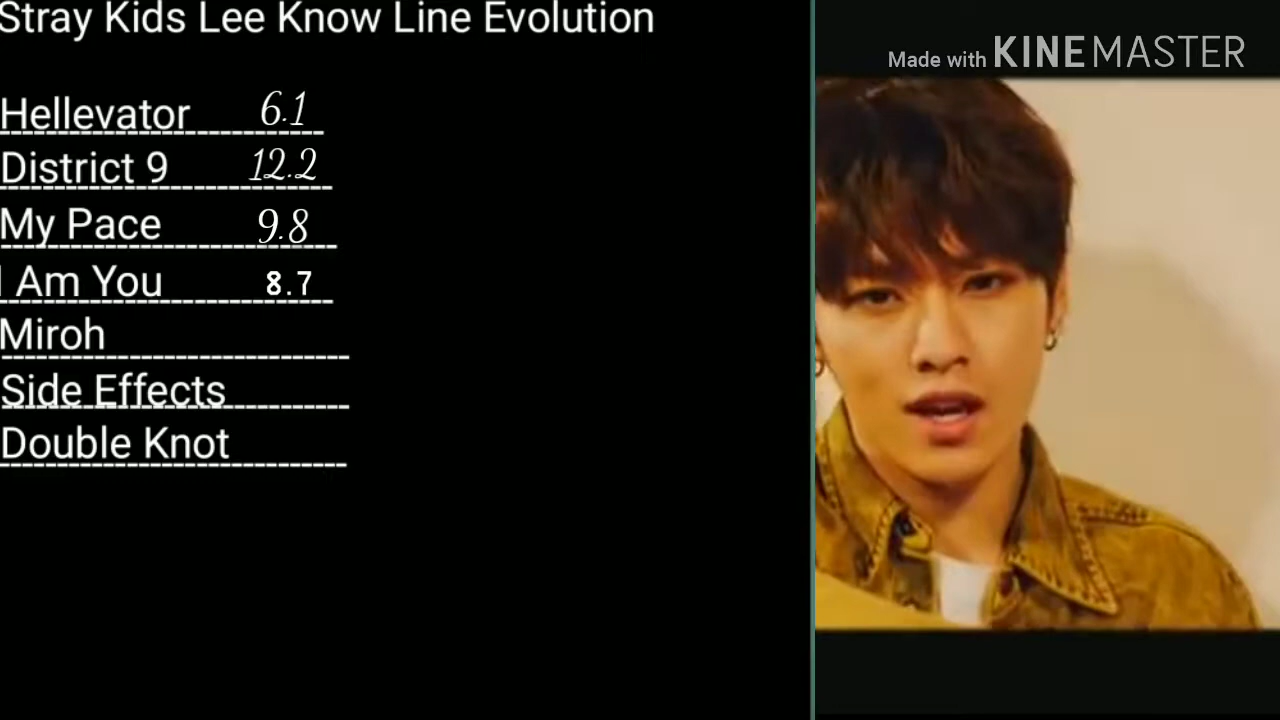 Stray Kids Lee Know Line Evolution
Made with KINEMASTER
Hellevator 6.1
District 9 12.2
My Pace 9.8
I Am You 8.7
Miroh
Side Effects
Double Knot